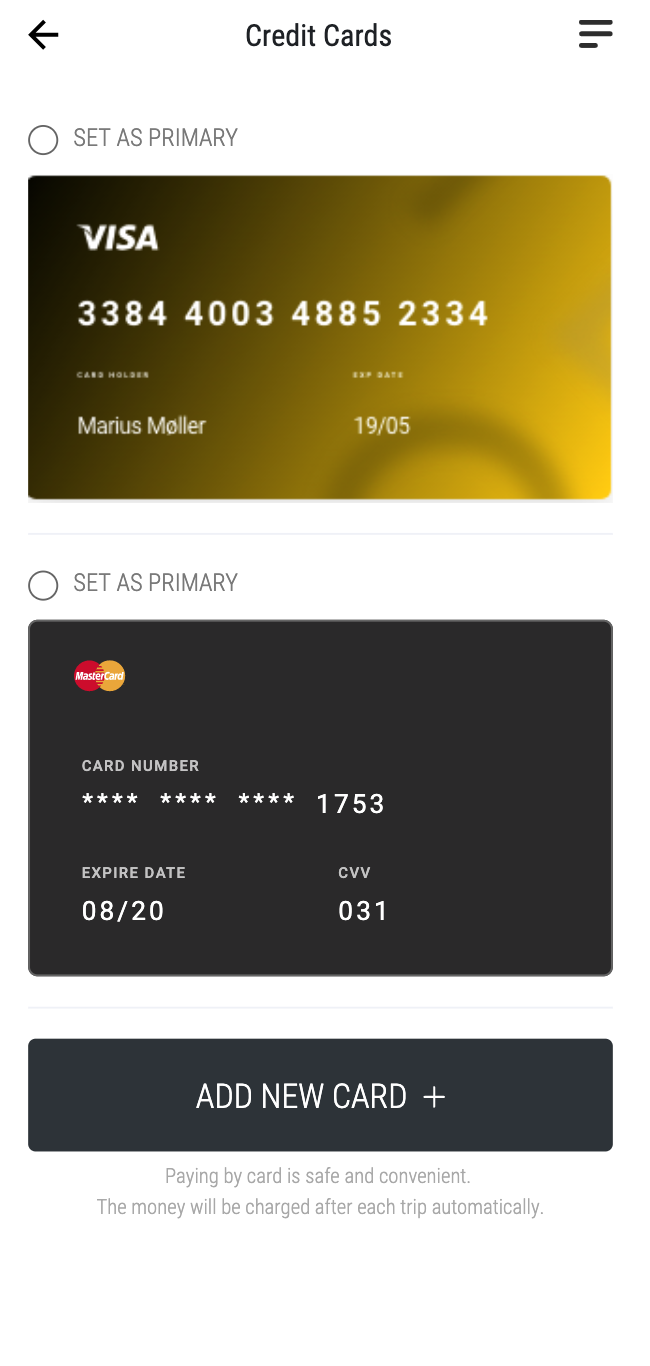 Credit Cards
SET AS PRIMARY
VISA
3384 4003 4885 2334
CARD HOLDER EXP DATE
Marius Møller 19/05
SET AS PRIMARY
MasterCard
CARD NUMBER
**** **** **** 1753
EXPIRE DATE CVV
08/20 031
ADD NEW CARD +
Paying by card is safe and convenient.
The money will be charged after each trip automatically.